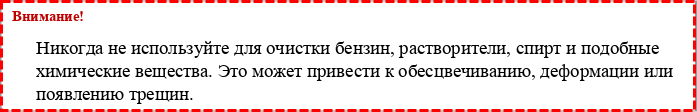 Внимание!
Никогда не используйте для очистки бензин, растворители, спирт и подобные
химические вещества. Это может привести к обесцвечиванию, деформации или
появлению трещин.